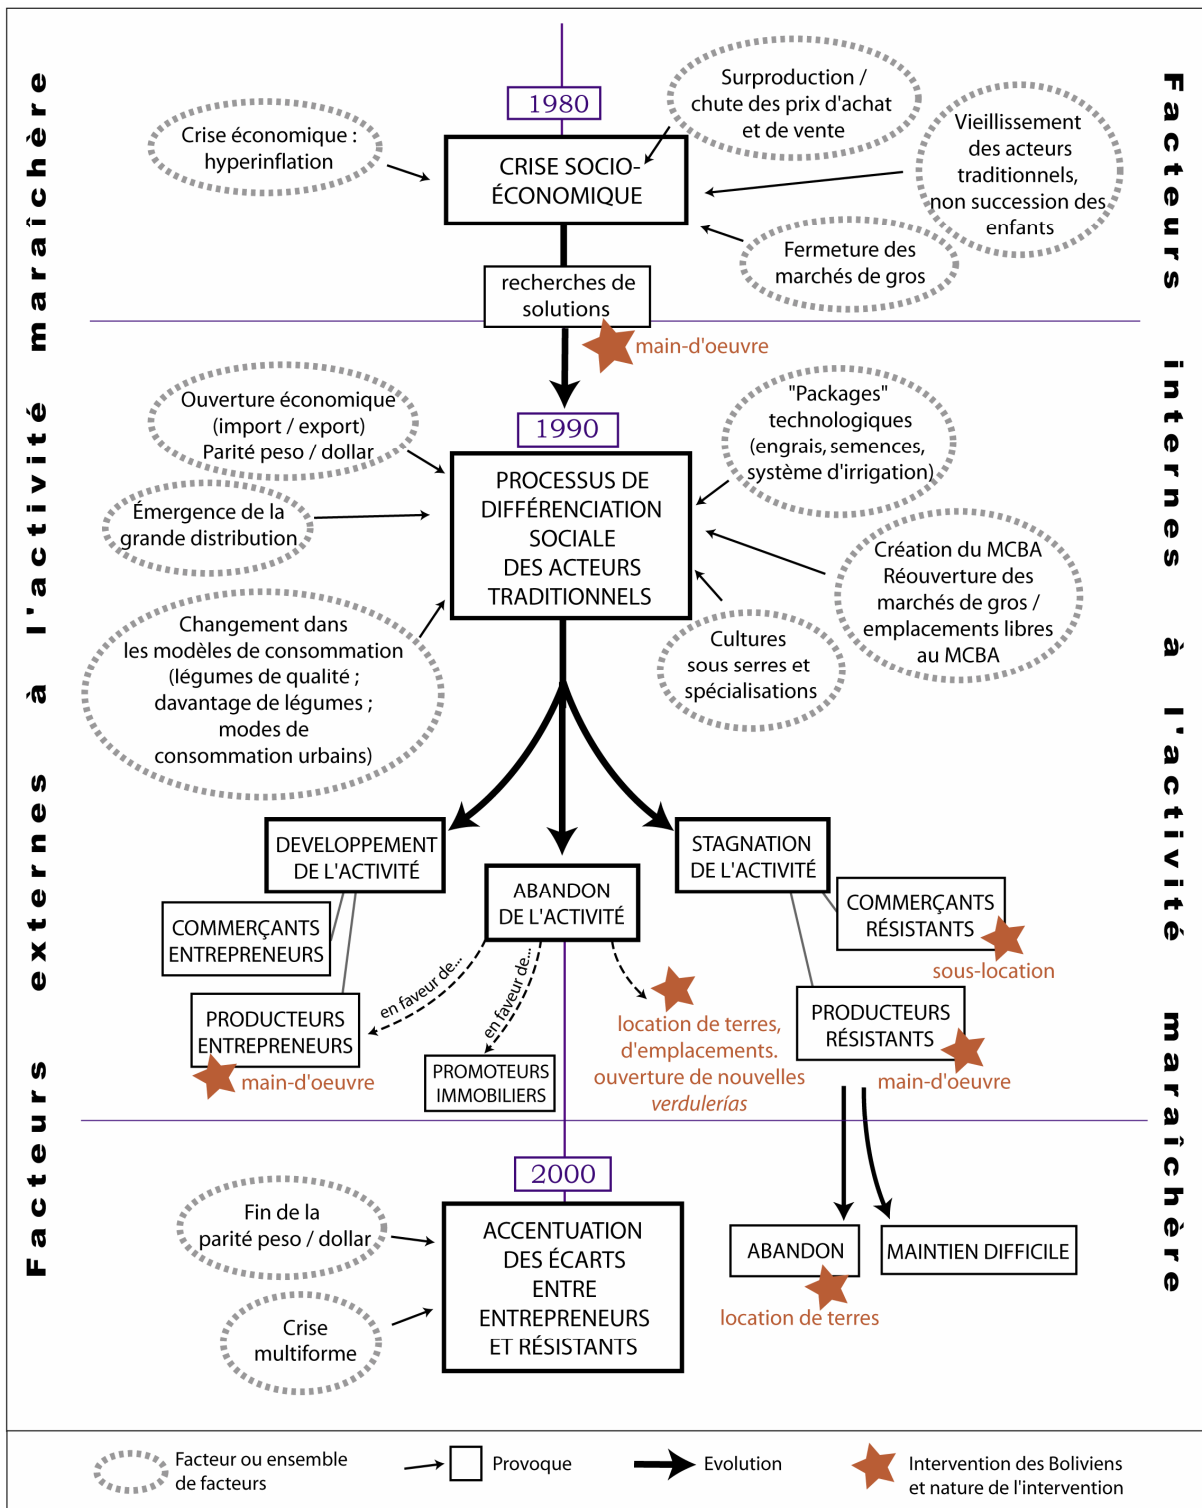 Facteurs externes à l'activité maraîchère
Facteurs internes à l'activité maraîchère
1980
Crise économique :
hyperinflation
Surproduction /
chute des prix d'achat
et de vente
Vieillissement
des acteurs
traditionnels,
non succession des
enfants
CRISE SOCIO-
ÉCONOMIQUE
Fermeture des
marchés de gros
recherches de
solutions
main-d'oeuvre
1990
Ouverture économique
(import / export)
Parité peso / dollar
"Packages"
technologiques
(engrais, semences,
système d'irrigation)
PROCESSUS DE
DIFFÉRENCIATION
SOCIALE
DES ACTEURS
TRADITIONNELS
Émergence de la
grande distribution
Création du MCBA
Réouverture des
marchés de gros /
emplacements libres
au MCBA
Changement dans
les modèles de consommation
(légumes de qualité ;
davantage de légumes ;
modes de
consommation urbains)
Cultures
sous serres et
spécialisations
DEVELOPPEMENT
DE L'ACTIVITÉ
ABANDON
DE L'ACTIVITÉ
STAGNATION
DE L'ACTIVITÉ
COMMERÇANTS
ENTREPRENEURS
COMMERÇANTS
RÉSISTANTS
sous-location
PRODUCTEURS
ENTREPRENEURS
main-d'oeuvre
en faveur de...
en faveur de...
PROMOTEURS
IMMOBILIERS
location de terres,
d'emplacements.
ouverture de nouvelles
verdulerías
PRODUCTEURS
RÉSISTANTS
main-d'oeuvre
2000
Fin de la
parité peso / dollar
Crise
multiforme
ACCENTUATION
DES ÉCARTS
ENTRE
ENTREPRENEURS
ET RÉSISTANTS
ABANDON
location de terres
MAINTIEN DIFFICILE
Facteur ou ensemble
de facteurs
Provoque
Evolution
Intervention des Boliviens
et nature de l'intervention